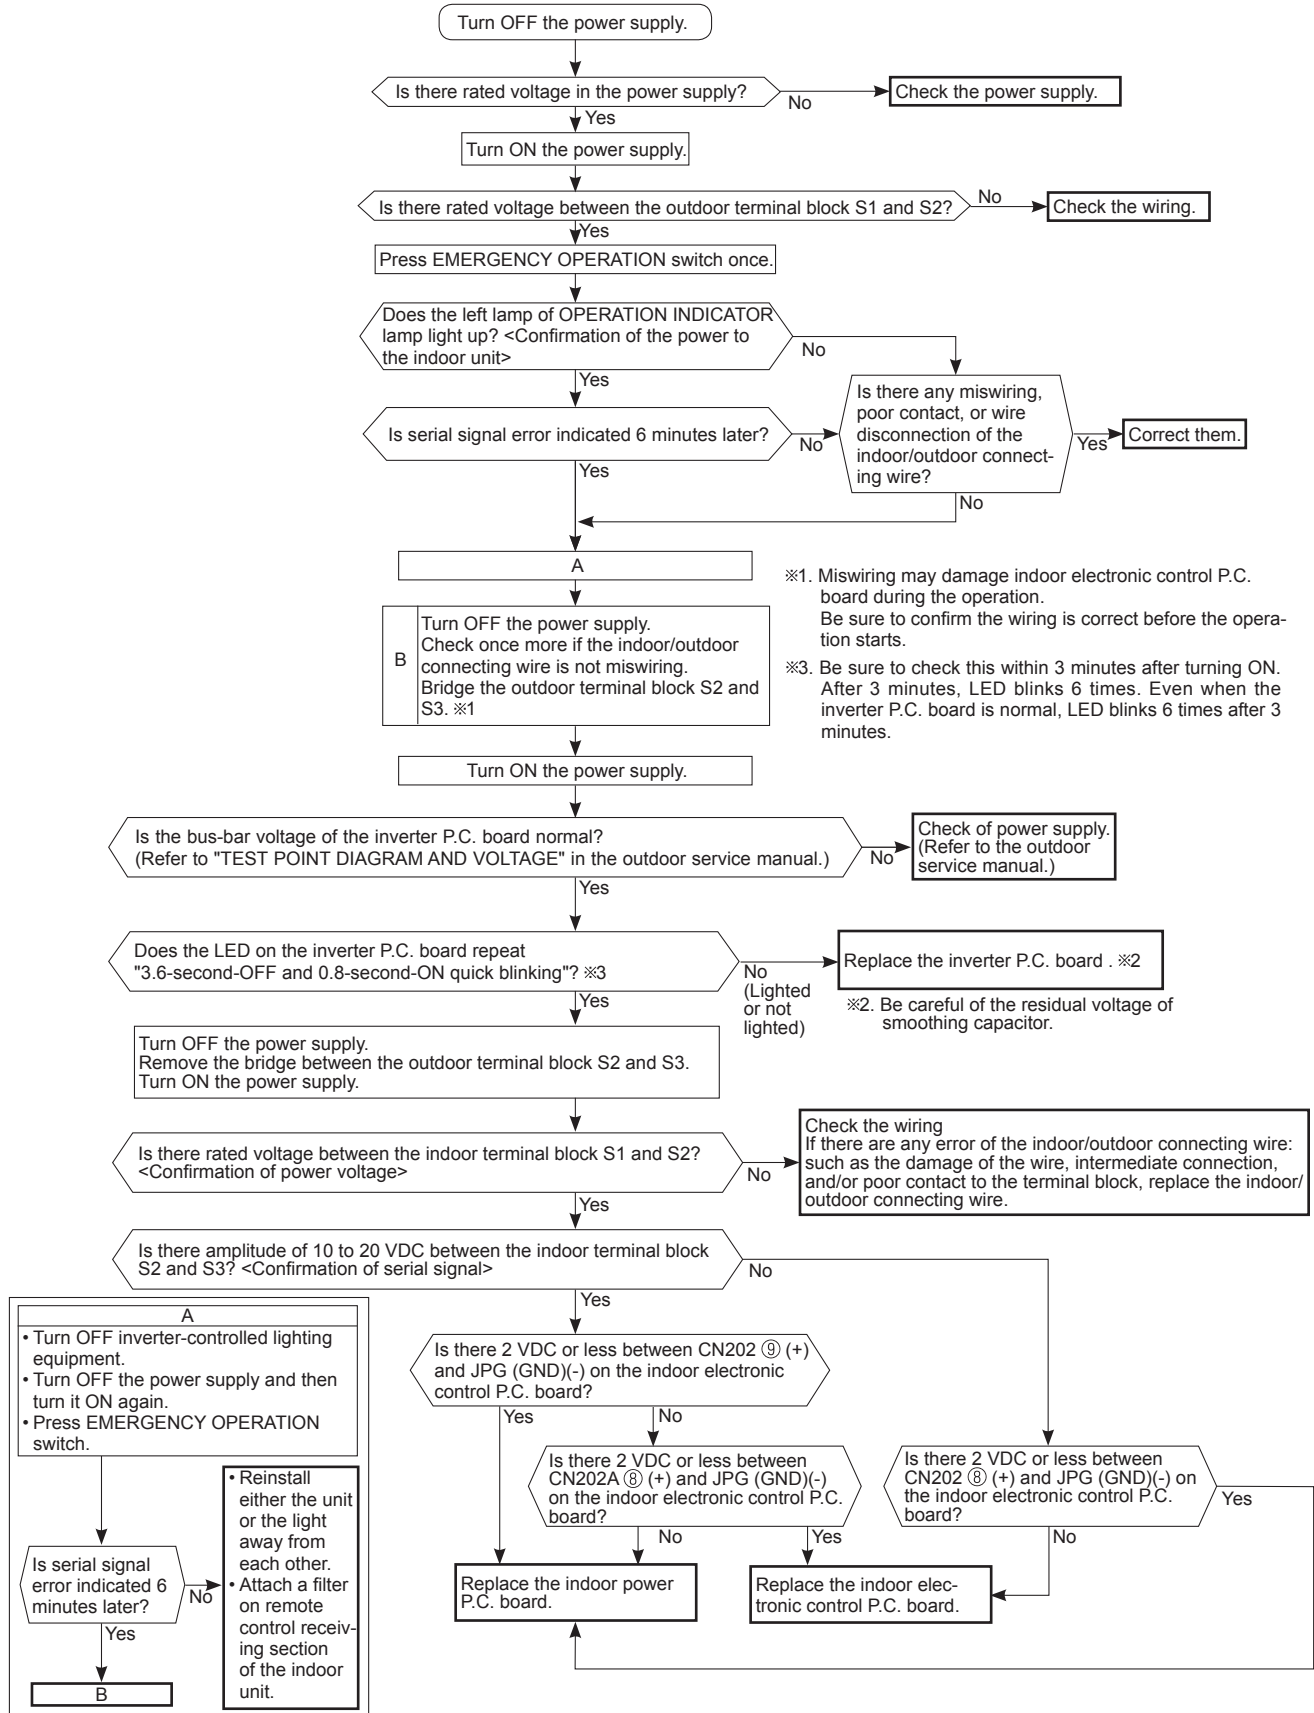 Turn OFF the power supply.
Is there rated voltage in the power supply?
No
Check the power supply.
Yes
Turn ON the power supply.
Is there rated voltage between the outdoor terminal block S1 and S2?
No
Check the wiring.
Yes
Press EMERGENCY OPERATION switch once.
Does the left lamp of OPERATION INDICATOR
lamp light up? <Confirmation of the power to
the indoor unit>
No
Yes
Is there any miswiring,
poor contact, or wire
disconnection of the
indoor/outdoor connect-
ing wire?
Is serial signal error indicated 6 minutes later?
No
Yes
Correct them.
Yes
No
A
B
Turn OFF the power supply.
Check once more if the indoor/outdoor
connecting wire is not miswiring.
Bridge the outdoor terminal block S2 and
S3. ※1
※1. Miswiring may damage indoor electronic control P.C.
board during the operation.
Be sure to confirm the wiring is correct before the opera-
tion starts.
※3. Be sure to check this within 3 minutes after turning ON.
After 3 minutes, LED blinks 6 times. Even when the
inverter P.C. board is normal, LED blinks 6 times after 3
minutes.
Turn ON the power supply.
Is the bus-bar voltage of the inverter P.C. board normal?
(Refer to "TEST POINT DIAGRAM AND VOLTAGE" in the outdoor service manual.)
No
Check of power supply.
(Refer to the outdoor
service manual.)
Yes
Does the LED on the inverter P.C. board repeat
"3.6-second-OFF and 0.8-second-ON quick blinking"? ※3
No
(Lighted
or not
lighted)
Replace the inverter P.C. board . ※2
※2. Be careful of the residual voltage of
smoothing capacitor.
Yes
Turn OFF the power supply.
Remove the bridge between the outdoor terminal block S2 and S3.
Turn ON the power supply.
Is there rated voltage between the indoor terminal block S1 and S2?
<Confirmation of power voltage>
No
Check the wiring
If there are any error of the indoor/outdoor connecting wire:
such as the damage of the wire, intermediate connection,
and/or poor contact to the terminal block, replace the indoor/
outdoor connecting wire.
Yes
Is there amplitude of 10 to 20 VDC between the indoor terminal block
S2 and S3? <Confirmation of serial signal>
No
Yes
A
• Turn OFF inverter-controlled lighting
equipment.
• Turn OFF the power supply and then
turn it ON again.
• Press EMERGENCY OPERATION
switch.
Is serial signal
error indicated 6
minutes later?
No
• Reinstall
either the unit
or the light
away from
each other.
• Attach a filter
on remote
control receiv-
ing section
of the indoor
unit.
Yes
B
Is there 2 VDC or less between CN202 ⑨ (+)
and JPG (GND)(-) on the indoor electronic
control P.C. board?
Yes
No
Is there 2 VDC or less between
CN202A ⑧ (+) and JPG (GND)(-)
on the indoor electronic control P.C.
board?
No
Yes
Is there 2 VDC or less between
CN202 ⑧ (+) and JPG (GND)(-) on
the indoor electronic control P.C.
board?
Yes
No
Replace the indoor power
P.C. board.
Replace the indoor elec-
tronic control P.C. board.